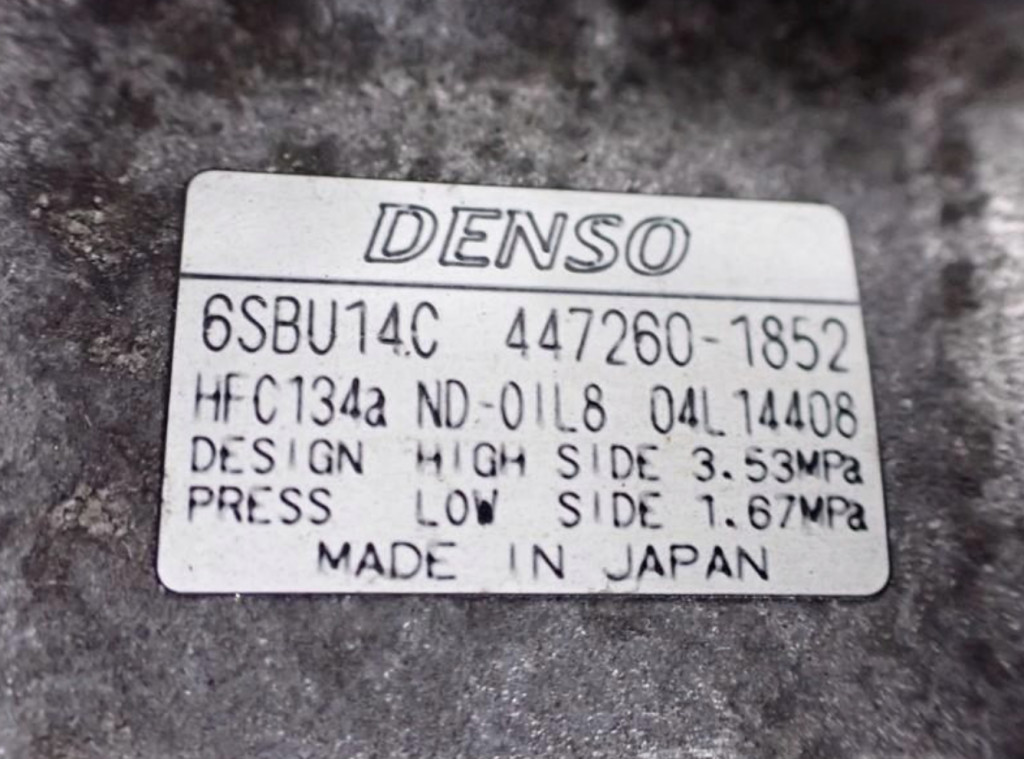 DENSO
6SBU14C 447260-1852
HFC134a ND-OIL8 04L14408
DESIGN HIGH SIDE 3.53MPa
PRESS LOW SIDE 1.67MPa
MADE IN JAPAN